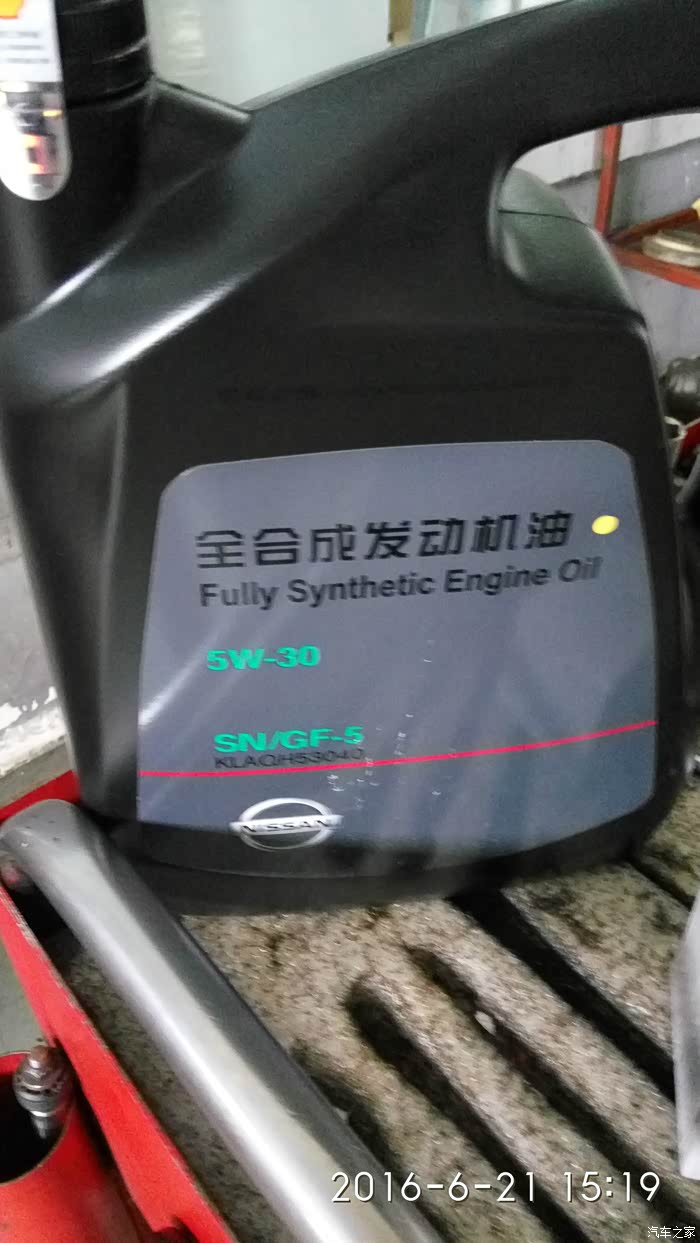 全合成发动机油
Fully Synthetic Engine Oil
5W-30
SN/GF-5
KLAQH53040
NISSAN
2016-6-21 15:19
汽车之家